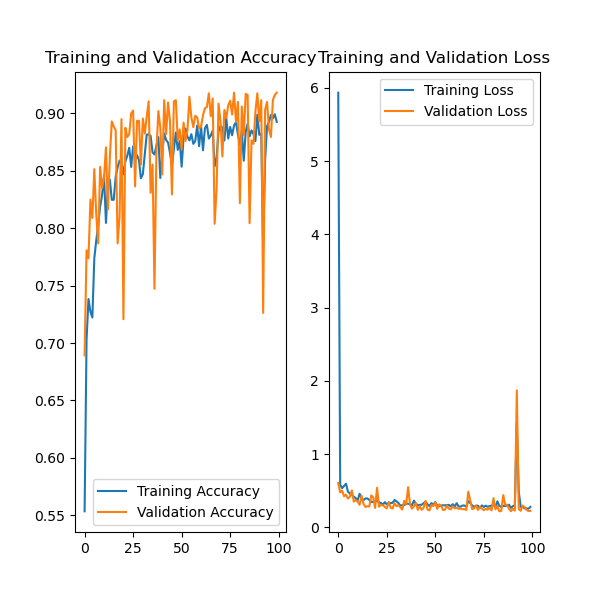 Training and Validation Accuracy
0.90
0.85
0.80
0.75
0.70
0.65
0.60
0.55
Training Accuracy
Validation Accuracy
0 25 50 75 100
Training and Validation Loss
6
5
4
3
2
1
0
Training Loss
Validation Loss
0 25 50 75 100